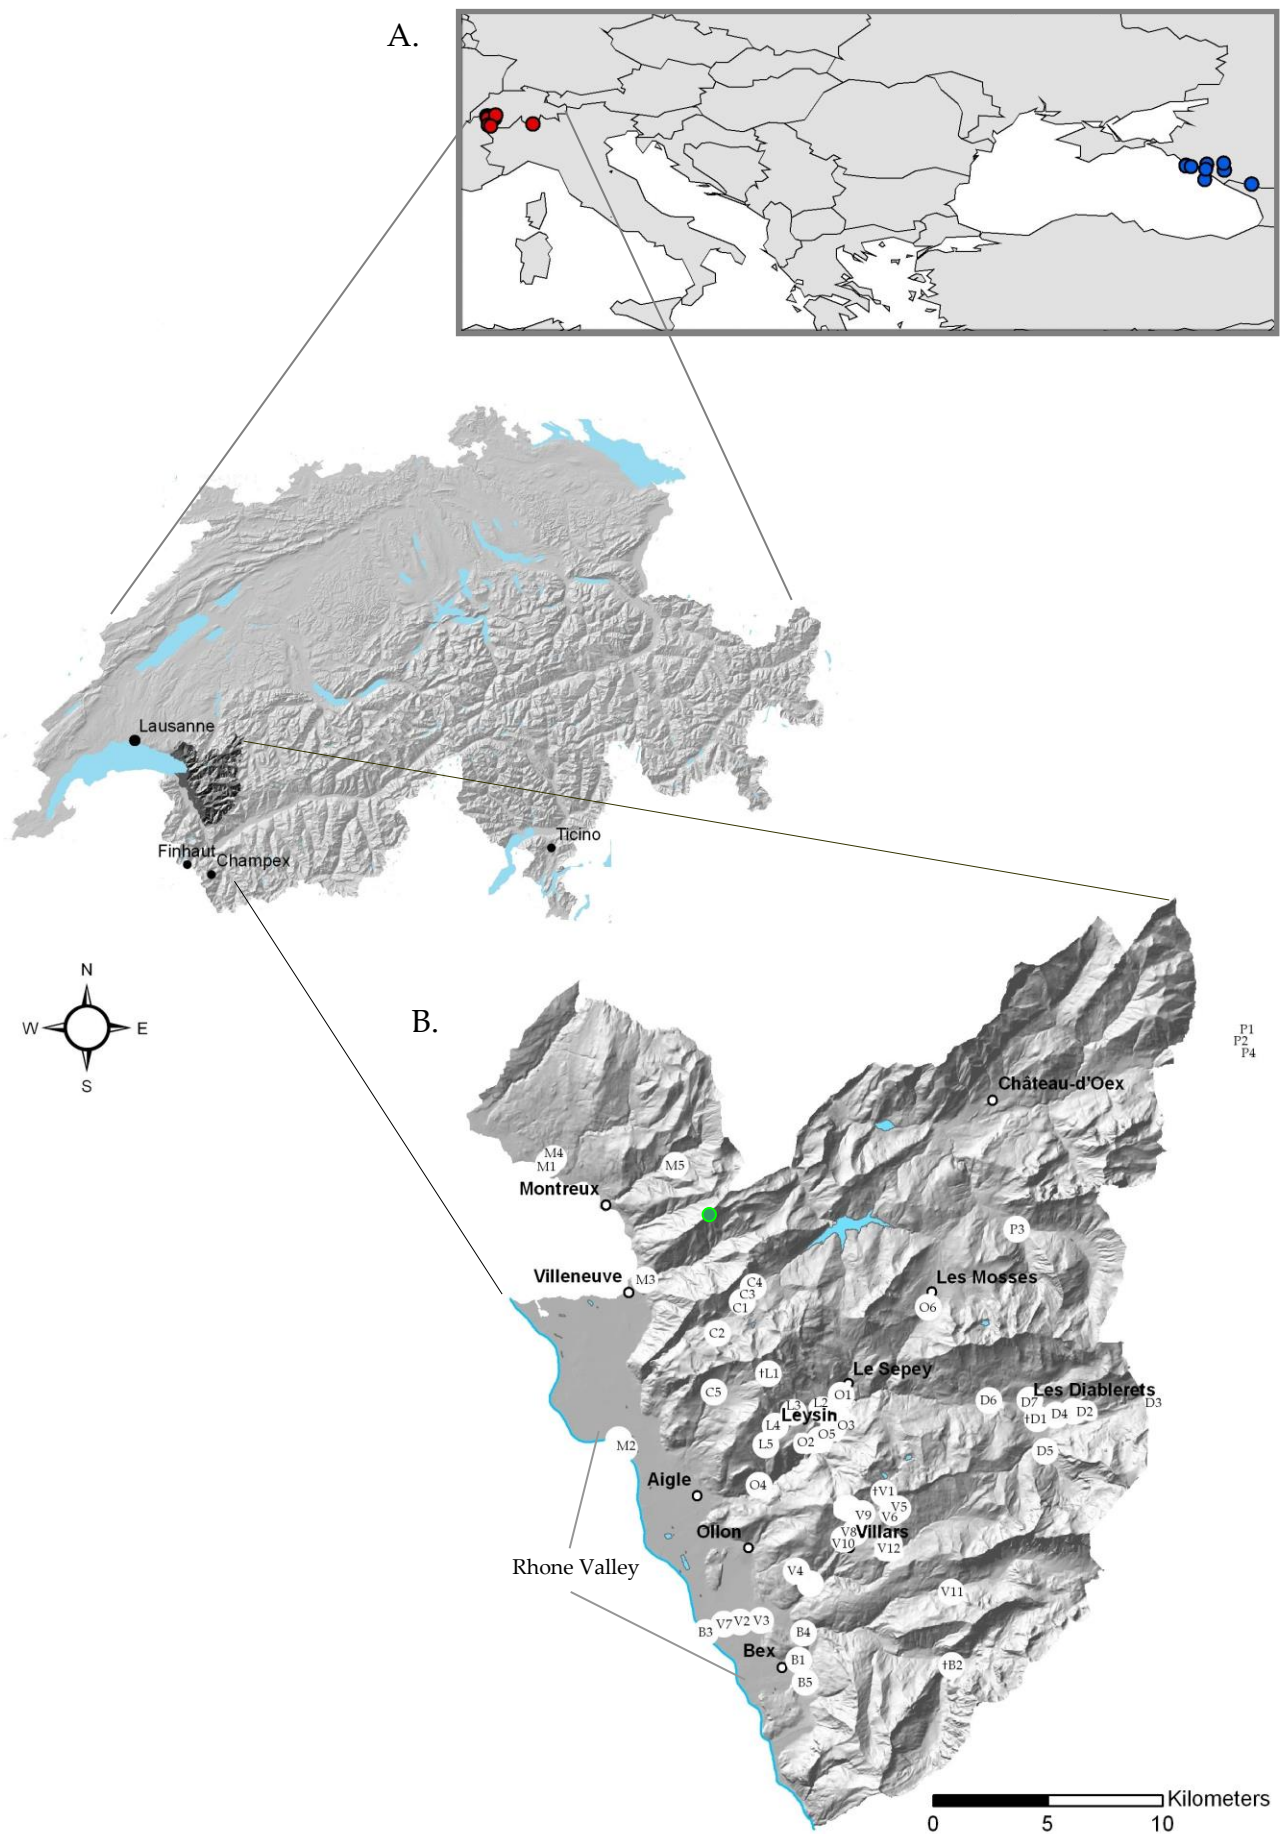 A.
Lausanne
Ticino
Finhaut
Champex
N
W
E
S
B.
P1
P2
P4
Château-d'Oex
M4
M1
M5
Montreux
P3
Villeneuve
M3
C4
C3
C1
Les Mosses
O6
C2
†L1
Le Sepey
C5
O1
L3
L2
Leysin
L4
O3
O5
O2
L5
D6
D7
Les Diablerets
D3
†D1
D4
D2
D5
M2
Aigle
O4
†V1
V5
V9
V6
Ollon
V8
Villars
V10
V12
Rhone Valley
V4
V11
B3
V7
V2
V3
B4
Bex
B1
†B2
B5
Kilometers
0
5
10